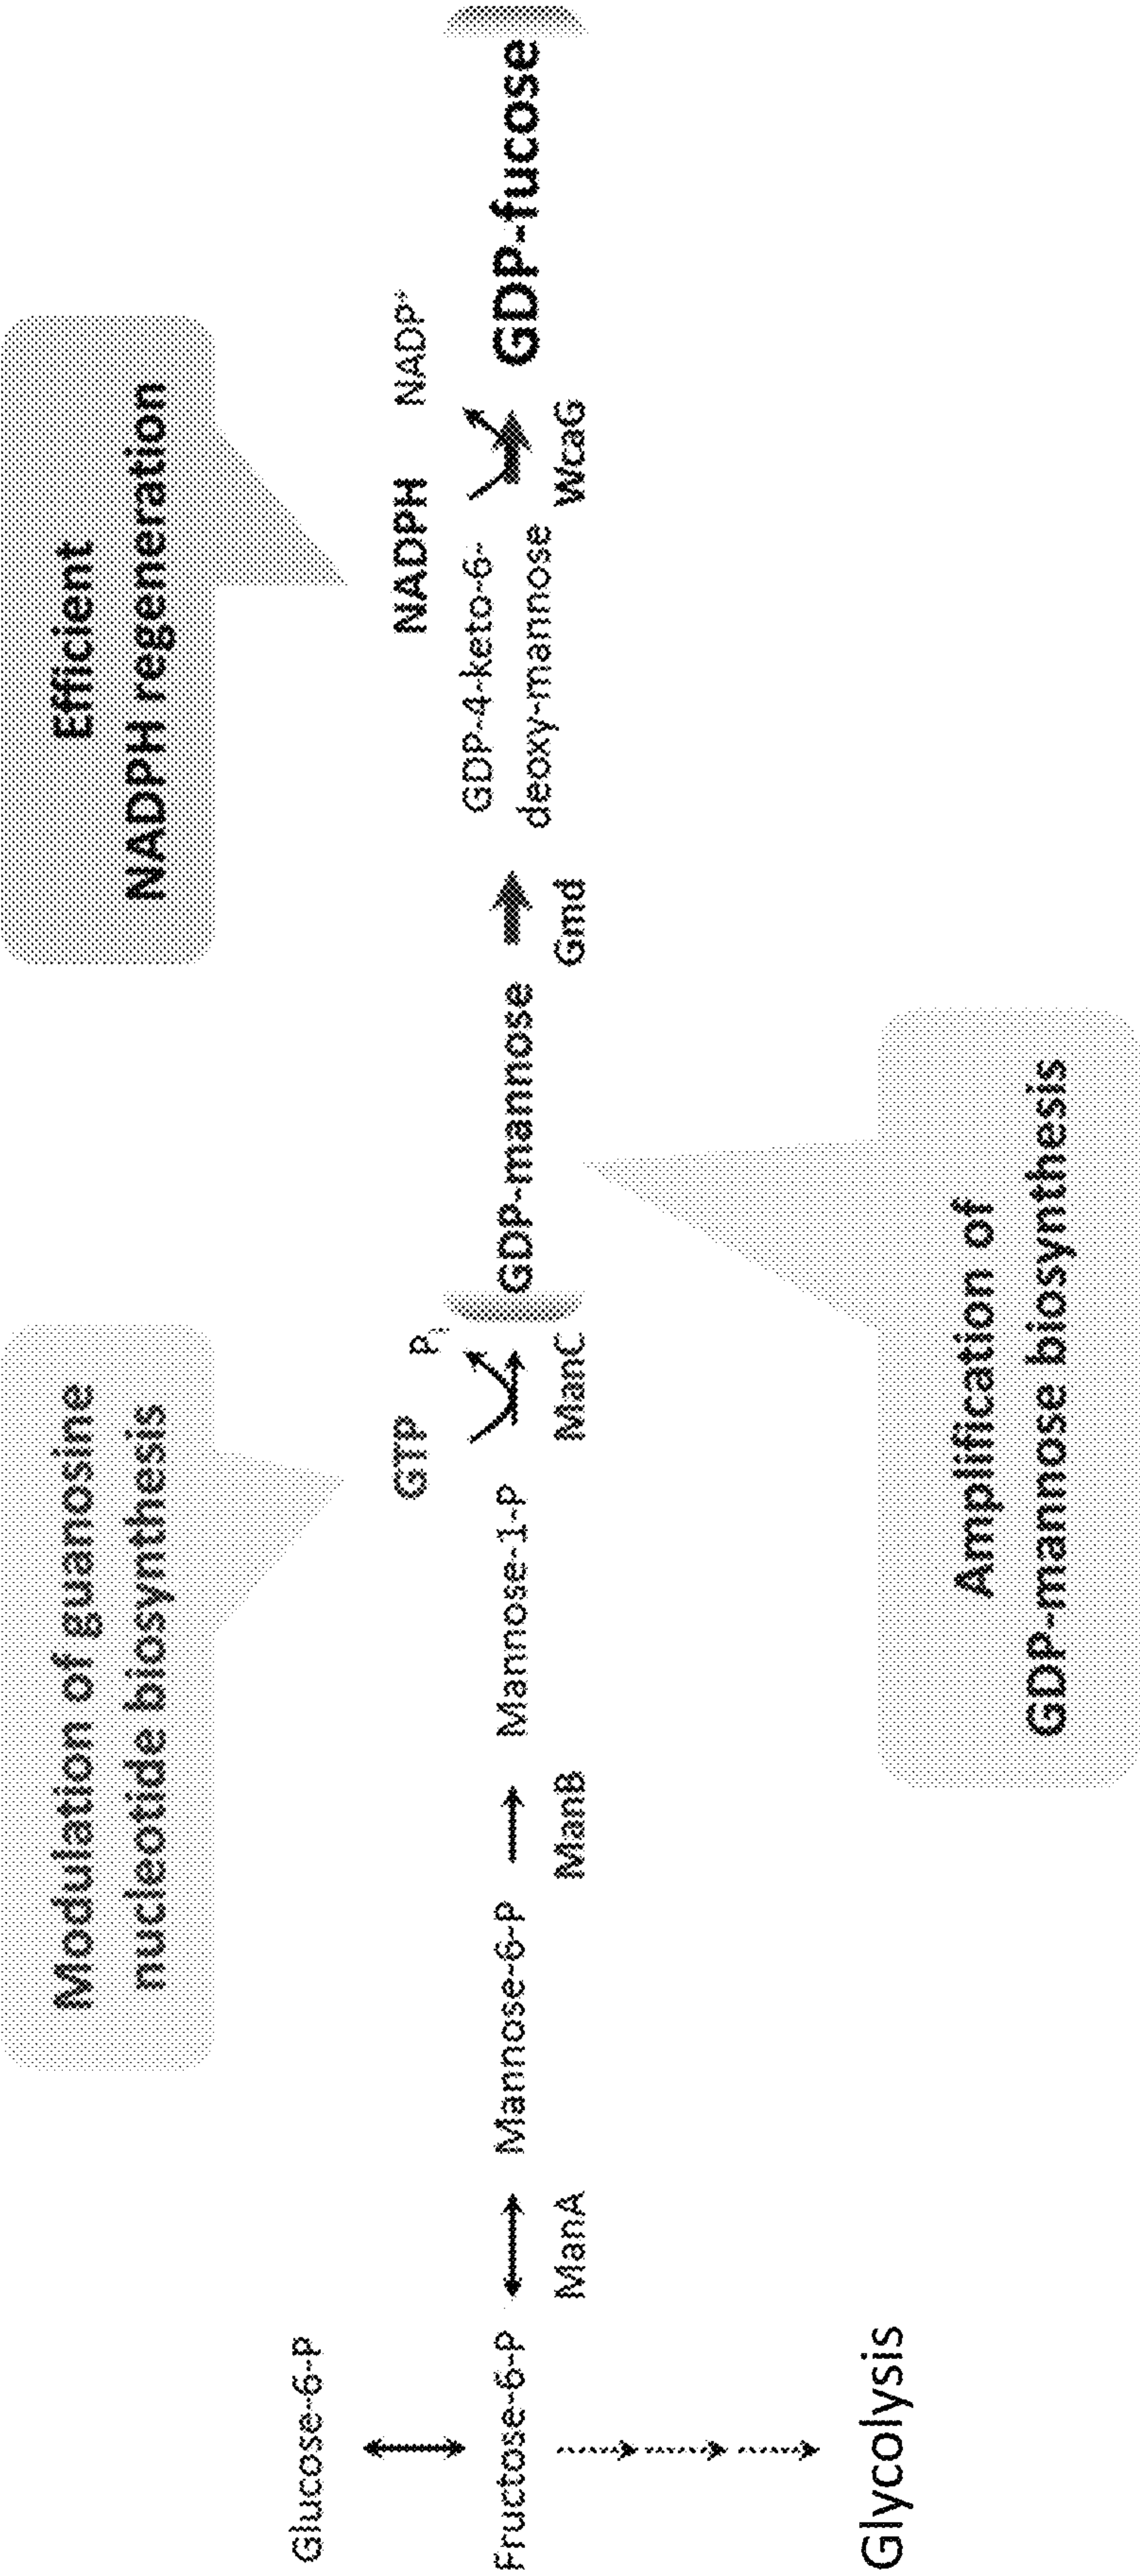 Modulation of guanosine
nucleotide biosynthesis
Efficient
NADPH regeneration
Glucose-6-P
GTP
Pi
NADPH
NADP+
Fructose-6-P
Mannose-6-P
Mannose-1-P
GDP-mannose
GDP-4-keto-6-
deoxy-mannose
GDP-fucose
ManA
ManB
ManC
Gmd
WcaG
Glycolysis
Amplification of
GDP-mannose biosynthesis